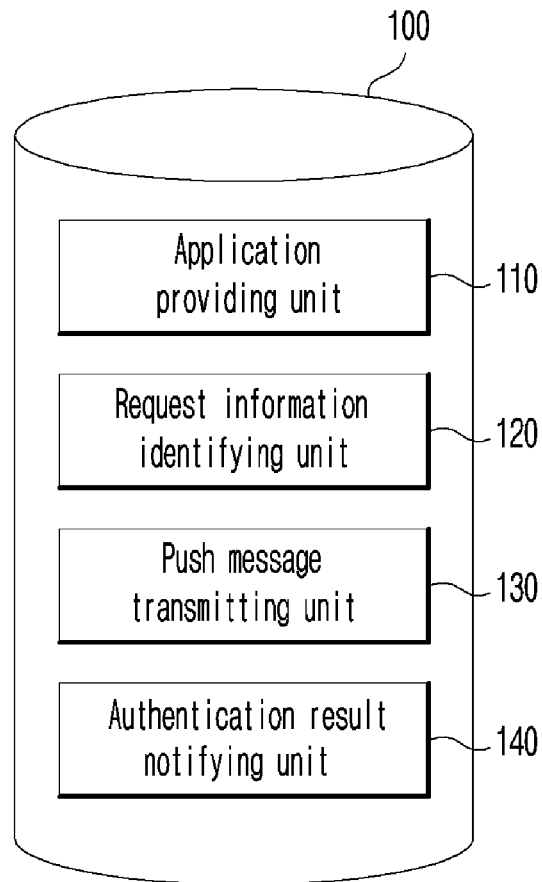 100
Application
providing unit
110
Request information
identifying unit
120
Push message
transmitting unit
130
Authentication result
notifying unit
140